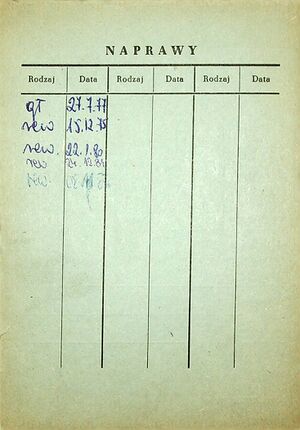 NAPRAWY
Rodzaj Data Rodzaj Data Rodzaj Data
gT 27.7.77
rew 15.12.75
rew. 22.1.80
rew
rew.